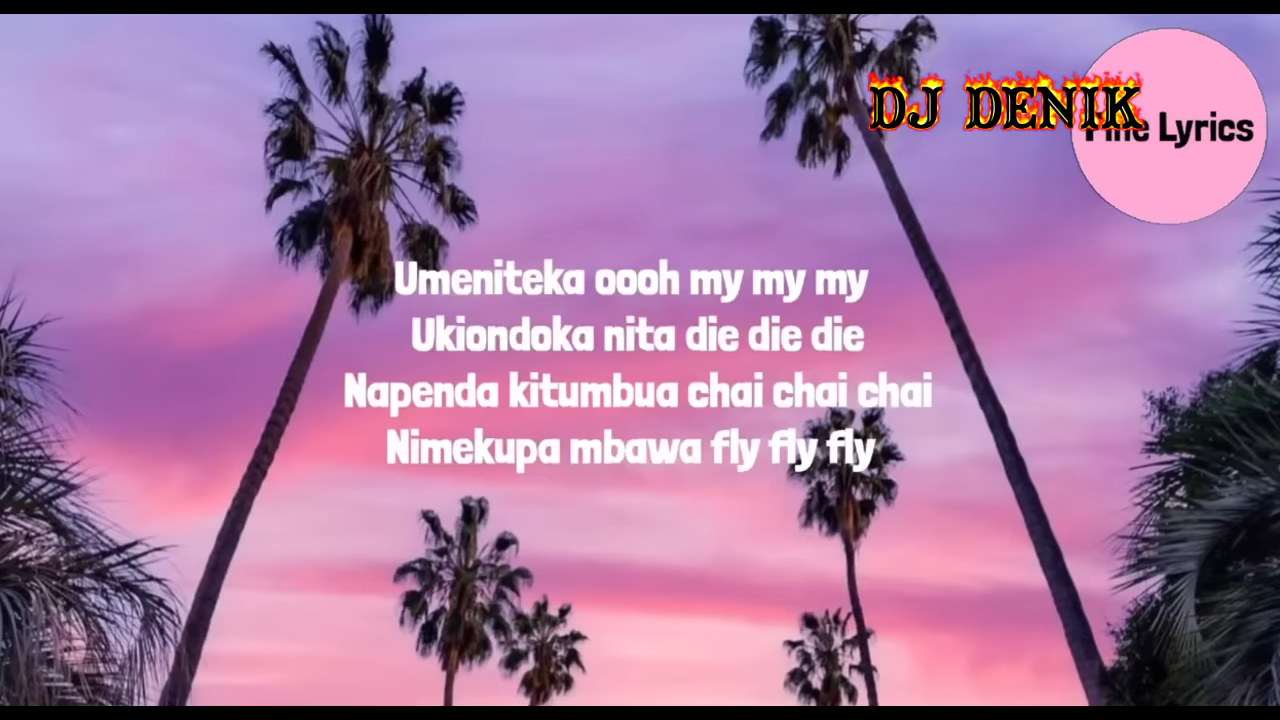 DJ DENIK
Lyrics
Umeniteka oooh my my my
Ukiondoka nita die die die
Napenda kitumbua chai chai chai
Nimekupa mbawa fly fly fly